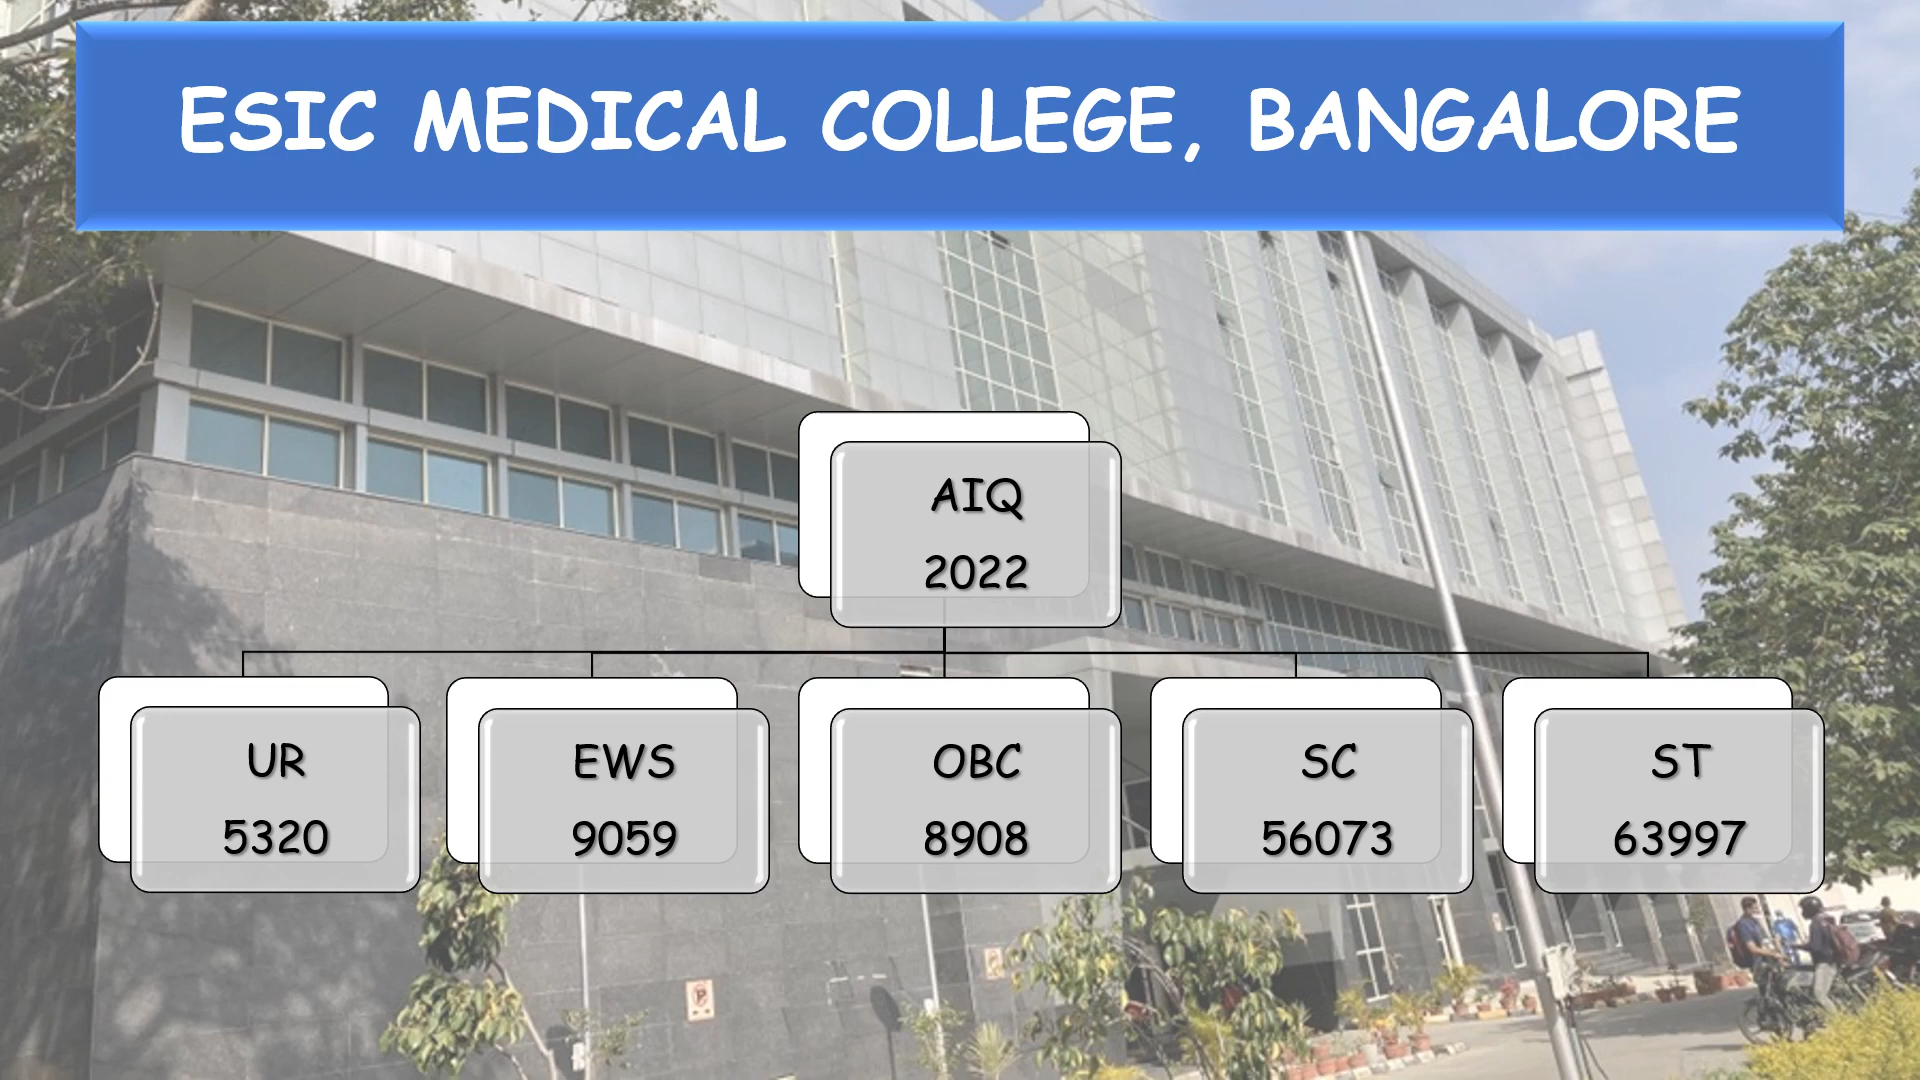 ESIC MEDICAL COLLEGE, BANGALORE
AIQ
2022
UR
5320
EWS
9059
OBC
8908
SC
56073
ST
63997